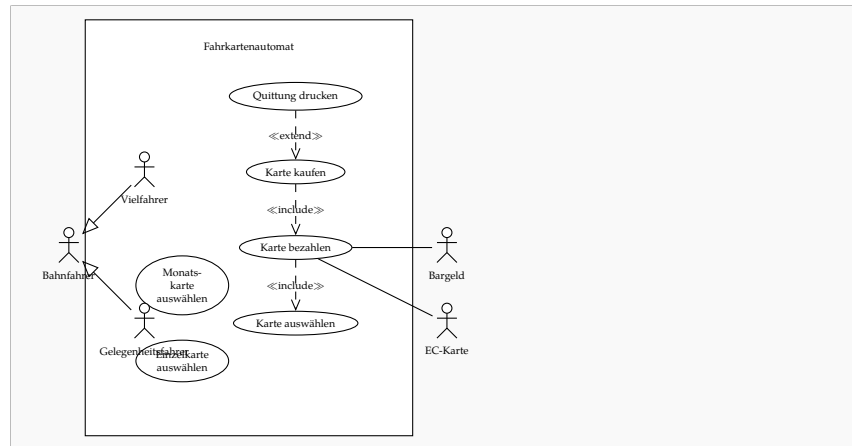 Fahrkartenautomat
Quittung drucken
≪extend≫
Karte kaufen
Vielfahrer
≪include≫
Karte bezahlen
Bahnfahrer
Bargeld
Monats-
karte
auswählen
≪include≫
Karte auswählen
Gelegenheitsfahrer
EC-Karte
Einzelkarte
auswählen